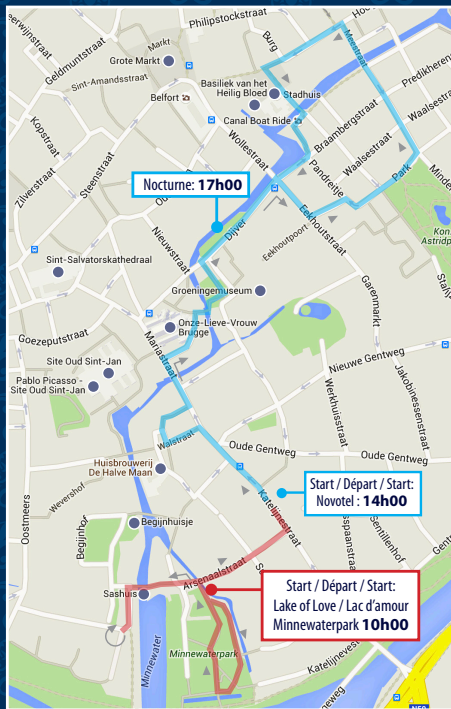 Philipstockstraat
Geldmuntstraat
Markt
Grote Markt
Burg
Meestraat
Sint-Amandsstraat
Basiliek van het
Heilig Bloed
Stadhuis
Belfort
Canal Boat Ride
Kopstraat
Steenstraat
Zilverstraat
Wollestraat
Braambergstraat
Waalsestraat
Pandreitje
Park
Nocturne: 17h00
Dijver
Eekhoutpoort
Eekhoutstraat
Nieuwstraat
Sint-Salvatorskathedraal
Groeningemuseum
Garenmarkt
Goezeputstraat
Onze-Lieve-Vrouw
Brugge
Mariastraat
Site Oud Sint-Jan
Pablo Picasso -
Site Oud Sint-Jan
Nieuwe Gentweg
Werkhuisstraat
Jakobinessenstraat
Walstraat
Oude Gentweg
Oude Gentweg
Huisbrouwerij
De Halve Maan
Oostmeers
Wevershof
Katelijnestraat
Start / Départ / Start:
Novotel : 14h00
Begijnhof
Begijnhuisje
Sentillenhof
Arsenaalstraat
Sashuis
Start / Départ / Start:
Lake of Love / Lac d'amour
Minnewaterpark 10h00
Minnewater
Minnewaterpark